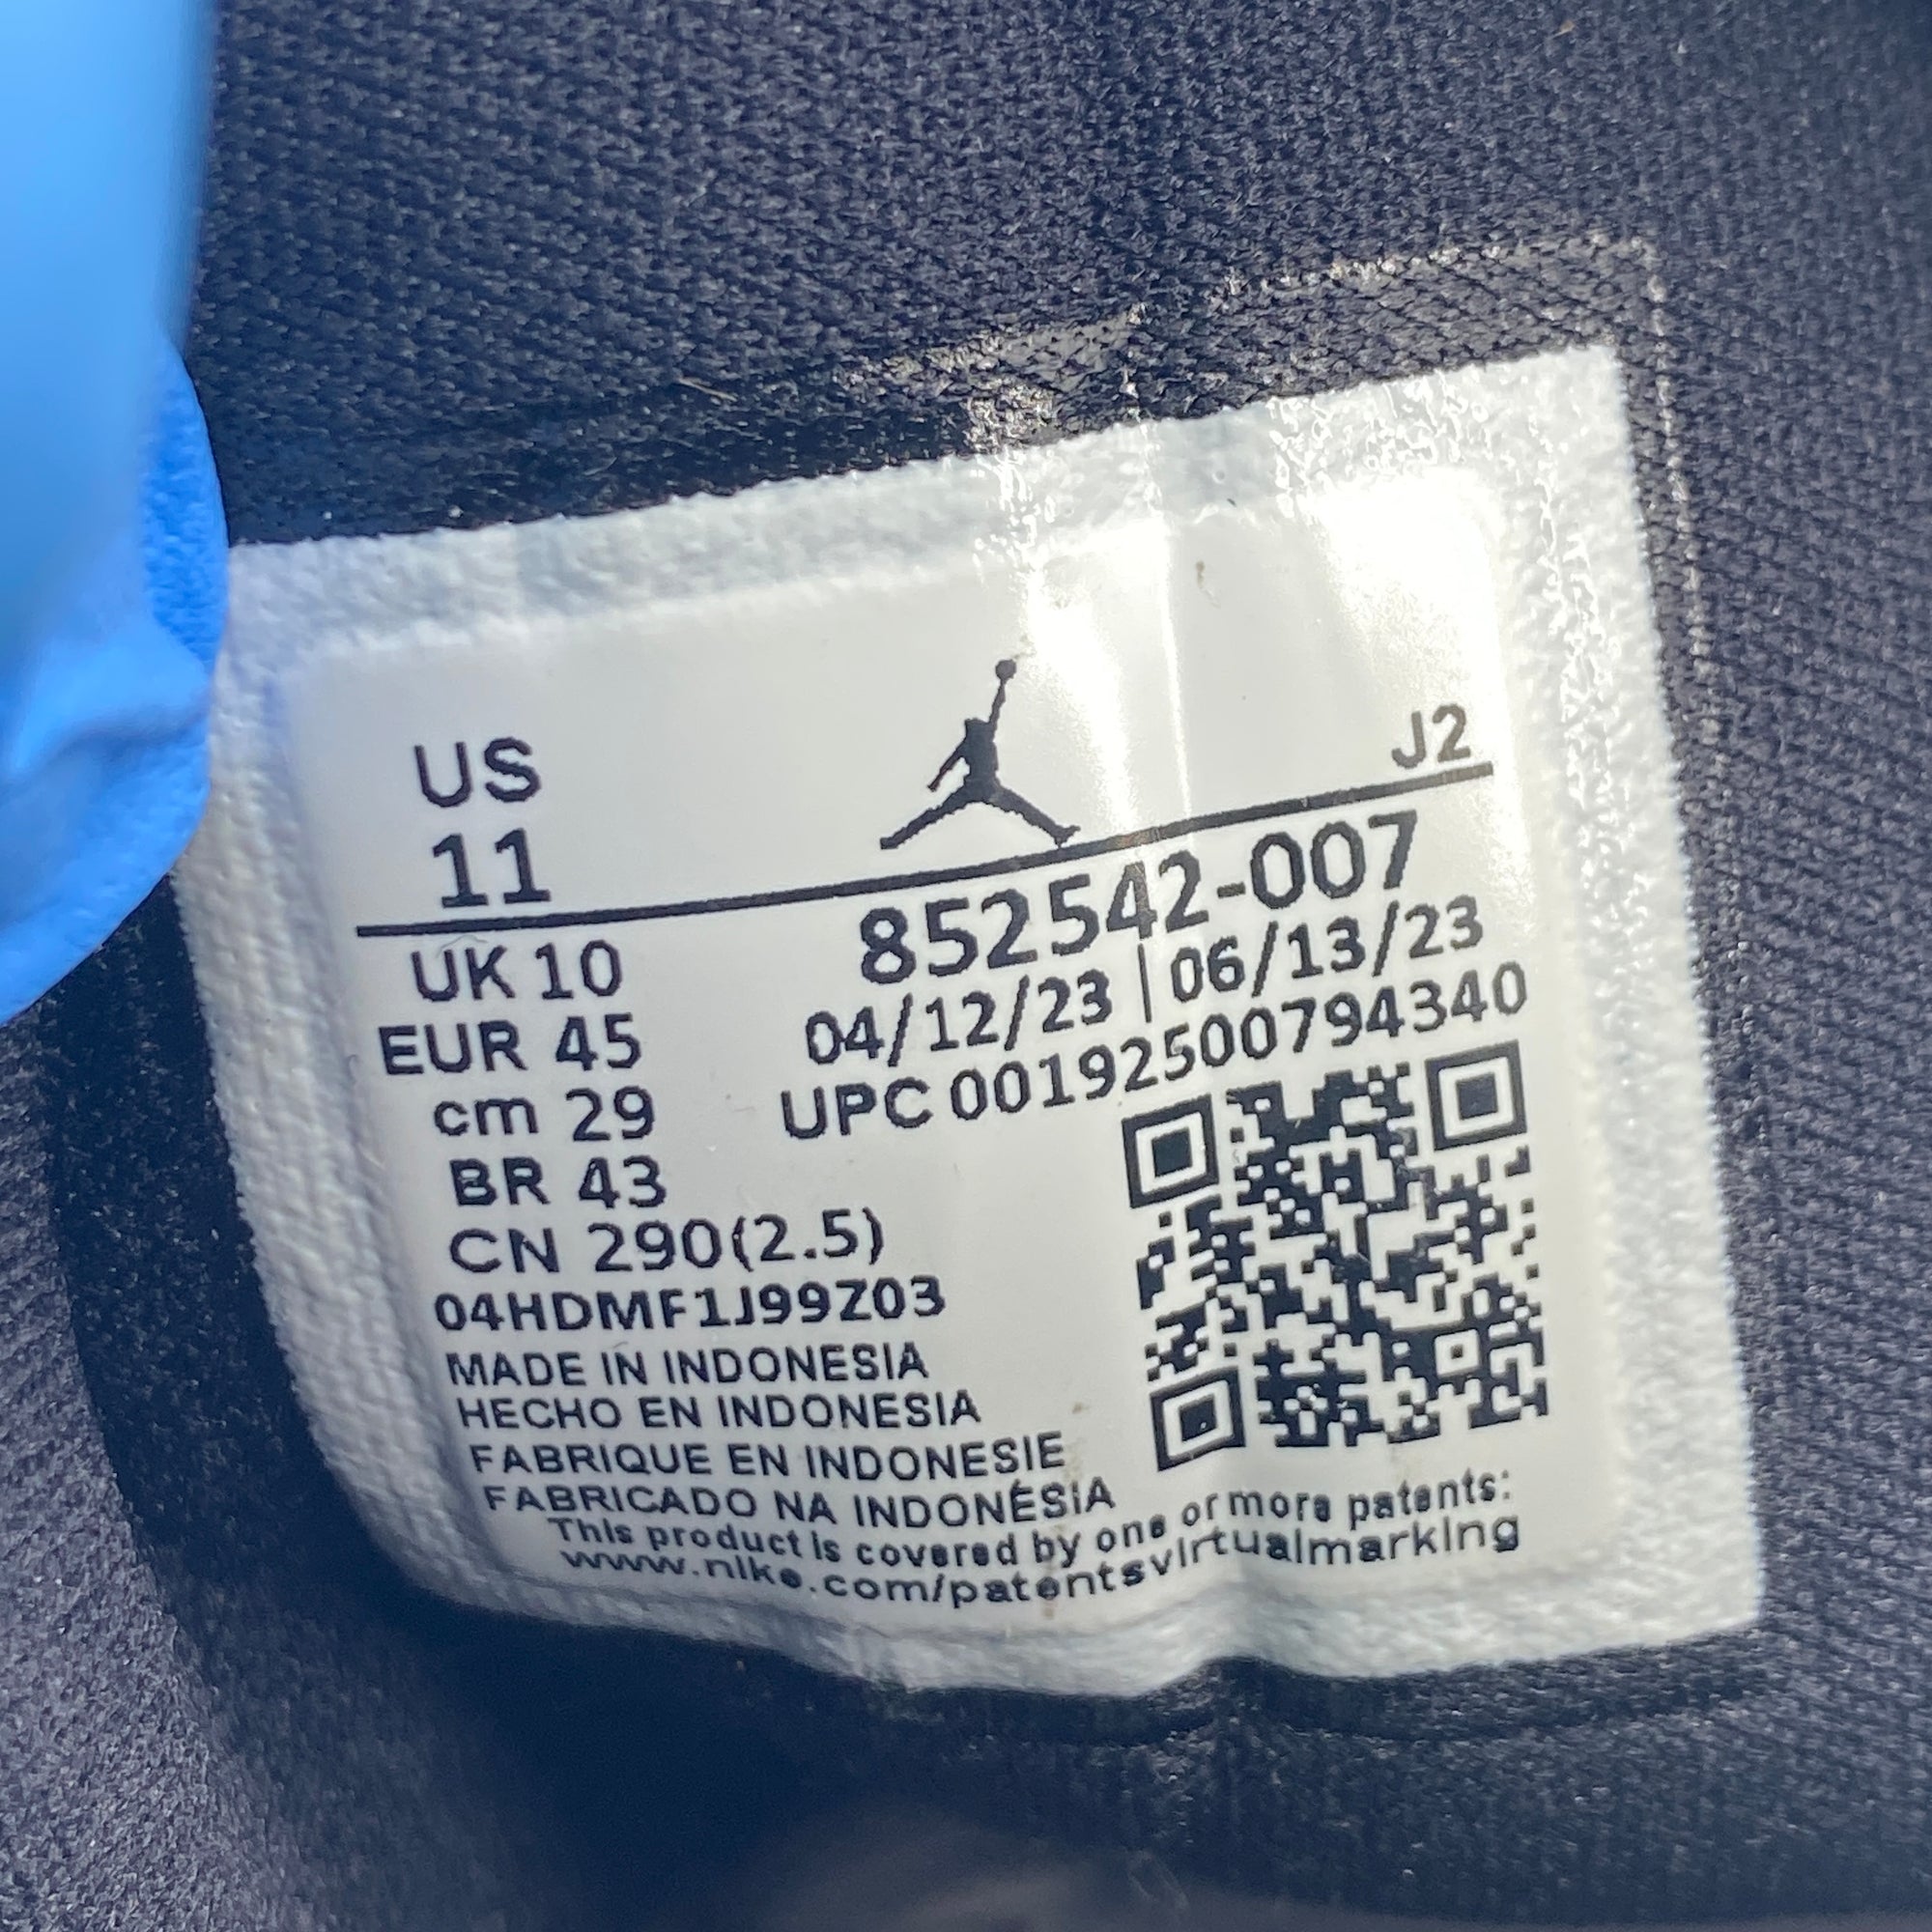 US
11
J2
UK 10
852542-007
EUR 45
04/12/23 | 06/13/23
cm 29
UPC 00192500794340
BR 43
CN 290(2.5)
04HDMF1J99Z03
MADE IN INDONESIA
HECHO EN INDONESIA
FABRIQUE EN INDONESIE
FABRICADO NA INDONÉSIA
This product is covered by one or more patents:
www.nike.com/patentsvirtualmarking